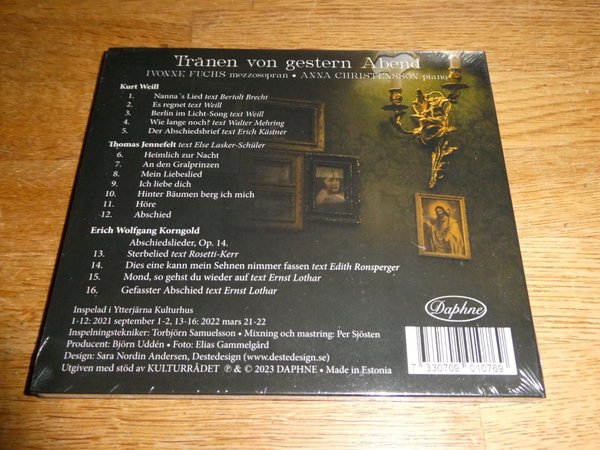 Tränen von gestern Abend
IVONNE FUCHS mezzosopran • ANNA CHRISTENSSON piano
Kurt Weill
1. Nanna´s Lied text Bertolt Brecht
2. Es regnet text Weill
3. Berlin im Licht-Song text Weill
4. Wie lange noch? text Walter Mehring
5. Der Abschiedsbrief text Erich Kästner
Thomas Jennefelt text Else Lasker-Schüler
6. Heimlich zur Nacht
7. An den Gralprinzen
8. Mein Liebeslied
9. Ich liebe dich
10. Hinter Bäumen berg ich mich
11. Höre
12. Abschied
Erich Wolfgang Korngold
Abschiedslieder, Op. 14.
13. Sterbelied text Rosetti-Kerr
14. Dies eine kann mein Sehnen nimmer fassen text Edith Ronsperger
15. Mond, so gehst du wieder auf text Ernst Lothar
16. Gefasster Abschied text Ernst Lothar
Inspelad i Ytterjärna Kulturhus
1-12: 2021 september 1-2, 13-16: 2022 mars 21-22
Inspelningstekniker: Torbjörn Samuelsson • Mixning och mastring: Per Sjösten
Producent: Björn Uddén • Foto: Elias Gammelgård
Design: Sara Nordin Andersen, Destedesign (www.destedesign.se)
Utgiven med stöd av KULTURRÅDET ℗ & © 2023 DAPHNE • Made in Estonia
Daphne
7 330709 010769